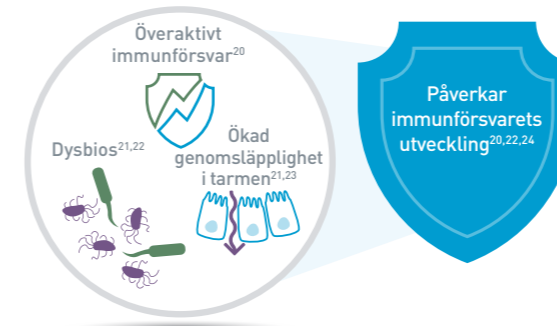 Överaktivt
immunförsvar20
Dysbios21,22
Ökad
genomsläpplighet
i tarmen21,23
Påverkar
immunförsvarets
utveckling20,22,24